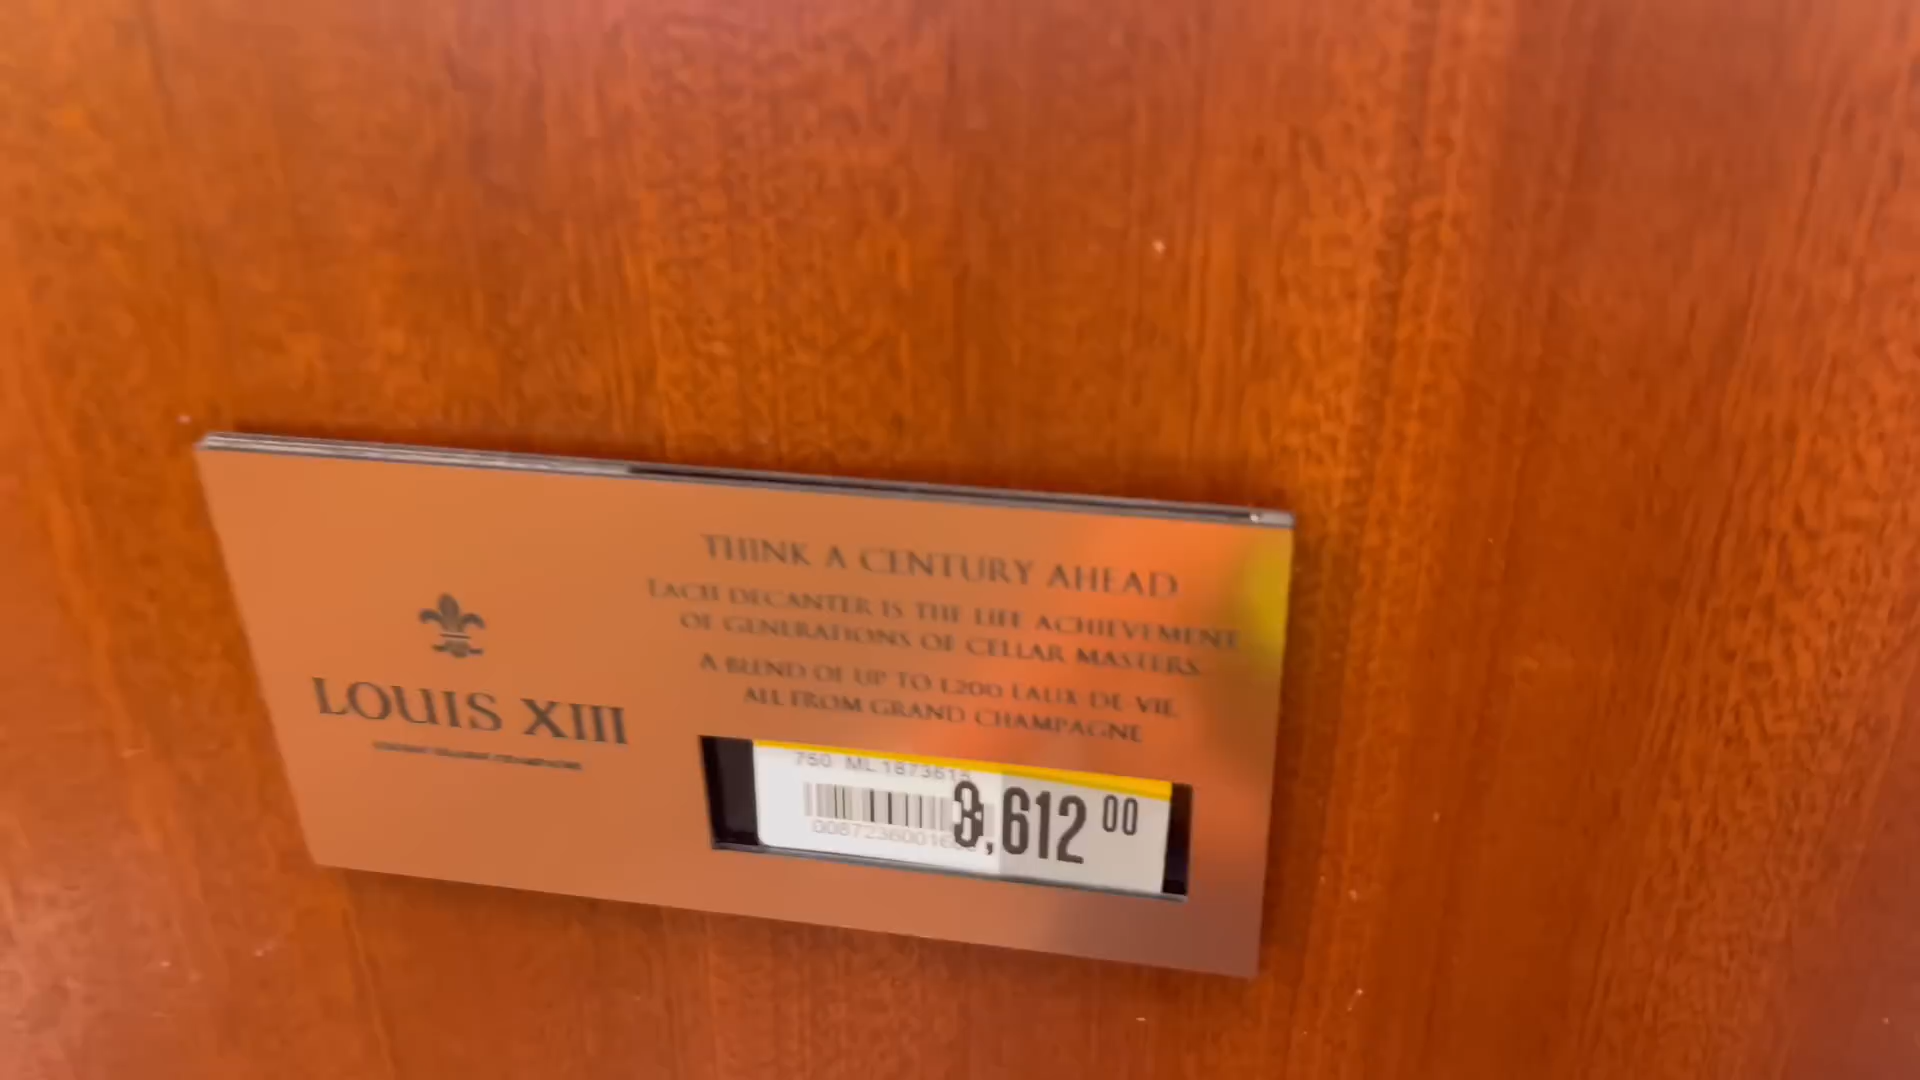 LOUIS XIII
THINK A CENTURY AHEAD
EACH DECANTER IS THE LIFE ACHIEVEMENT
OF GENERATIONS OF CELLAR MASTERS
A BLEND OF UP TO 1,200 EAUX-DE-VIE
ALL FROM GRAND CHAMPAGNE
750 ML
,612 00